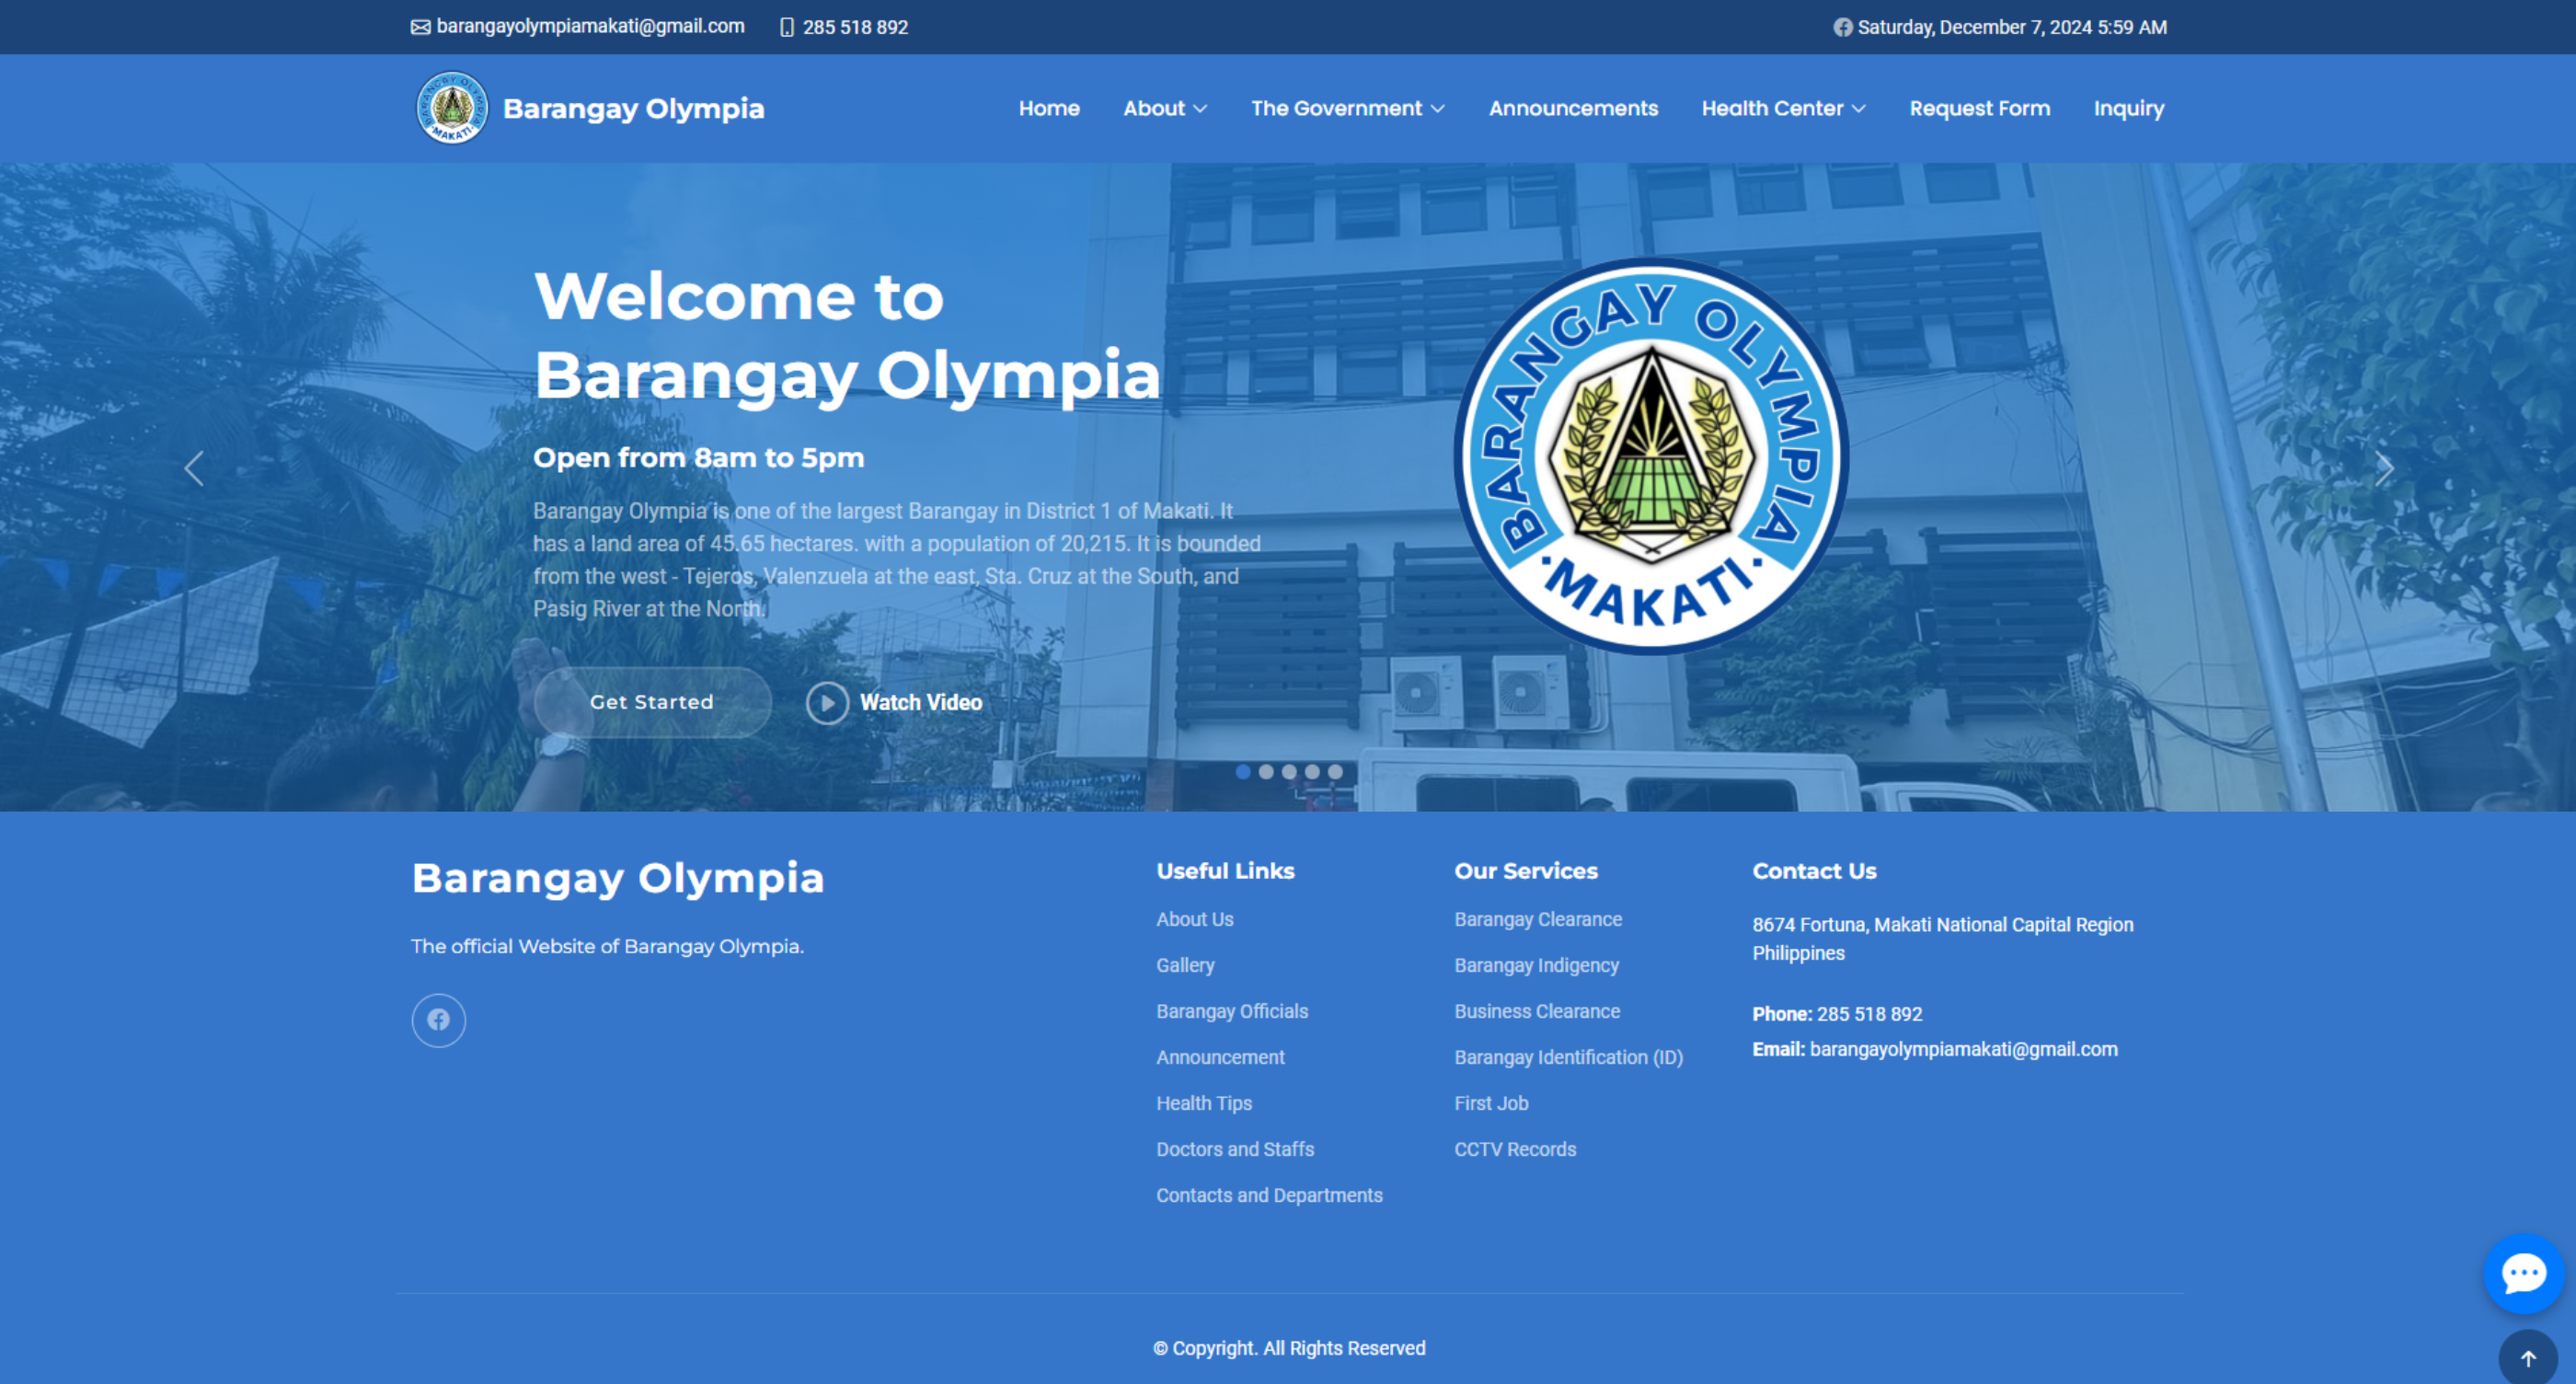 barangayolympiamakati@gmail.com 285 518 892 Saturday, December 7, 2024 5:59 AM
BARANGAY OLYMPIA
MAKATI
Barangay Olympia Home About The Government Announcements Health Center Request Form Inquiry
Welcome to
Barangay Olympia
Open from 8am to 5pm
Barangay Olympia is one of the largest Barangay in District 1 of Makati. It
has a land area of 45.65 hectares. with a population of 20,215. It is bounded
from the west - Tejeros, Valenzuela at the east, Sta. Cruz at the South, and
Pasig River at the North.
Get Started Watch Video
BARANGAY OLYMPIA
· MAKATI ·
Barangay Olympia
The official Website of Barangay Olympia.
Useful Links
About Us
Gallery
Barangay Officials
Announcement
Health Tips
Doctors and Staffs
Contacts and Departments
Our Services
Barangay Clearance
Barangay Indigency
Business Clearance
Barangay Identification (ID)
First Job
CCTV Records
Contact Us
8674 Fortuna, Makati National Capital Region
Philippines
Phone: 285 518 892
Email: barangayolympiamakati@gmail.com
© Copyright. All Rights Reserved